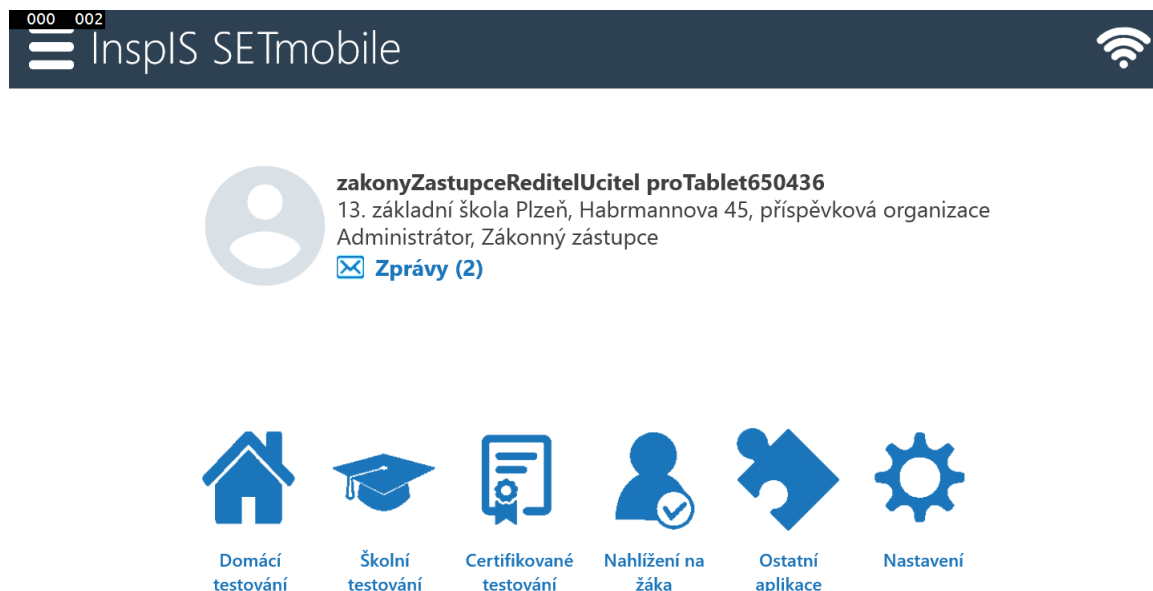 000 002
InspIS SETmobile
zakonyZastupceReditelUcitel proTablet650436
13. základní škola Plzeň, Habrmannova 45, příspěvková organizace
Administrátor, Zákonný zástupce
Zprávy (2)
Domácí testování
Školní testování
Certifikované testování
Nahlížení na žáka
Ostatní aplikace
Nastavení